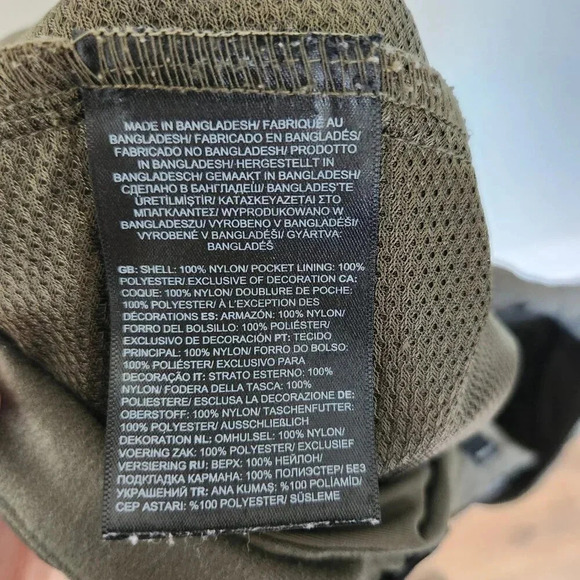 MADE IN BANGLADESH/ FABRIQUÉ AU
BANGLADESH/ FABRICADO EN BANGLADÉS/
FABRICADO NO BANGLADESH/ PRODOTTO
IN BANGLADESH/ HERGESTELLT IN
BANGLADESCH/ GEMAAKT IN BANGLADESH/
СДЕЛАНО В БАНГЛАДЕШ/ BANGLADEŞ'TE
ÜRETİLMİŞTİR/ ΚΑΤΑΣΚΕΥΑΖΕΤΑΙ ΣΤΟ
ΜΠΑΓΚΛΑΝΤΕΣ/ WYPRODUKOWANO W
BANGLADESZU/ VYROBENO V BANGLADÉŠI/
VYROBENÉ V BANGLADÉŠI/ GYÁRTVA:
BANGLADÉS
GB: SHELL: 100% NYLON/ POCKET LINING: 100%
POLYESTER/ EXCLUSIVE OF DECORATION CA:
COQUE: 100% NYLON/ DOUBLURE DE POCHE:
100% POLYESTER/ À L'EXCEPTION DES
DÉCORATIONS ES: ARMAZÓN: 100% NYLON/
FORRO DEL BOLSILLO: 100% POLIÉSTER/
EXCLUSIVO DE DECORACIÓN PT: TECIDO
PRINCIPAL: 100% NYLON/ FORRO DO BOLSO:
100% POLIÉSTER/ EXCLUSIVO PARA
DECORAÇÃO IT: STRATO ESTERNO: 100%
NYLON/ FODERA DELLA TASCA: 100%
POLIESTERE/ ESCLUSA LA DECORAZIONE DE:
OBERSTOFF: 100% NYLON/ TASCHENFUTTER:
100% POLYESTER/ AUSSCHLIEßLICH
DEKORATION NL: OMHULSEL: 100% NYLON/
VOERING ZAK: 100% POLYESTER/ EXCLUSIEF
VERSIERING RU: ВЕРХ: 100% НЕЙЛОН/
ПОДКЛАДКА КАРМАНА: 100% ПОЛИЭСТЕР/ БЕЗ
УКРАШЕНИЙ TR: ANA KUMAS: %100 POLİAMİD/
CEP ASTARI: %100 POLYESTER/ SÜSLEME